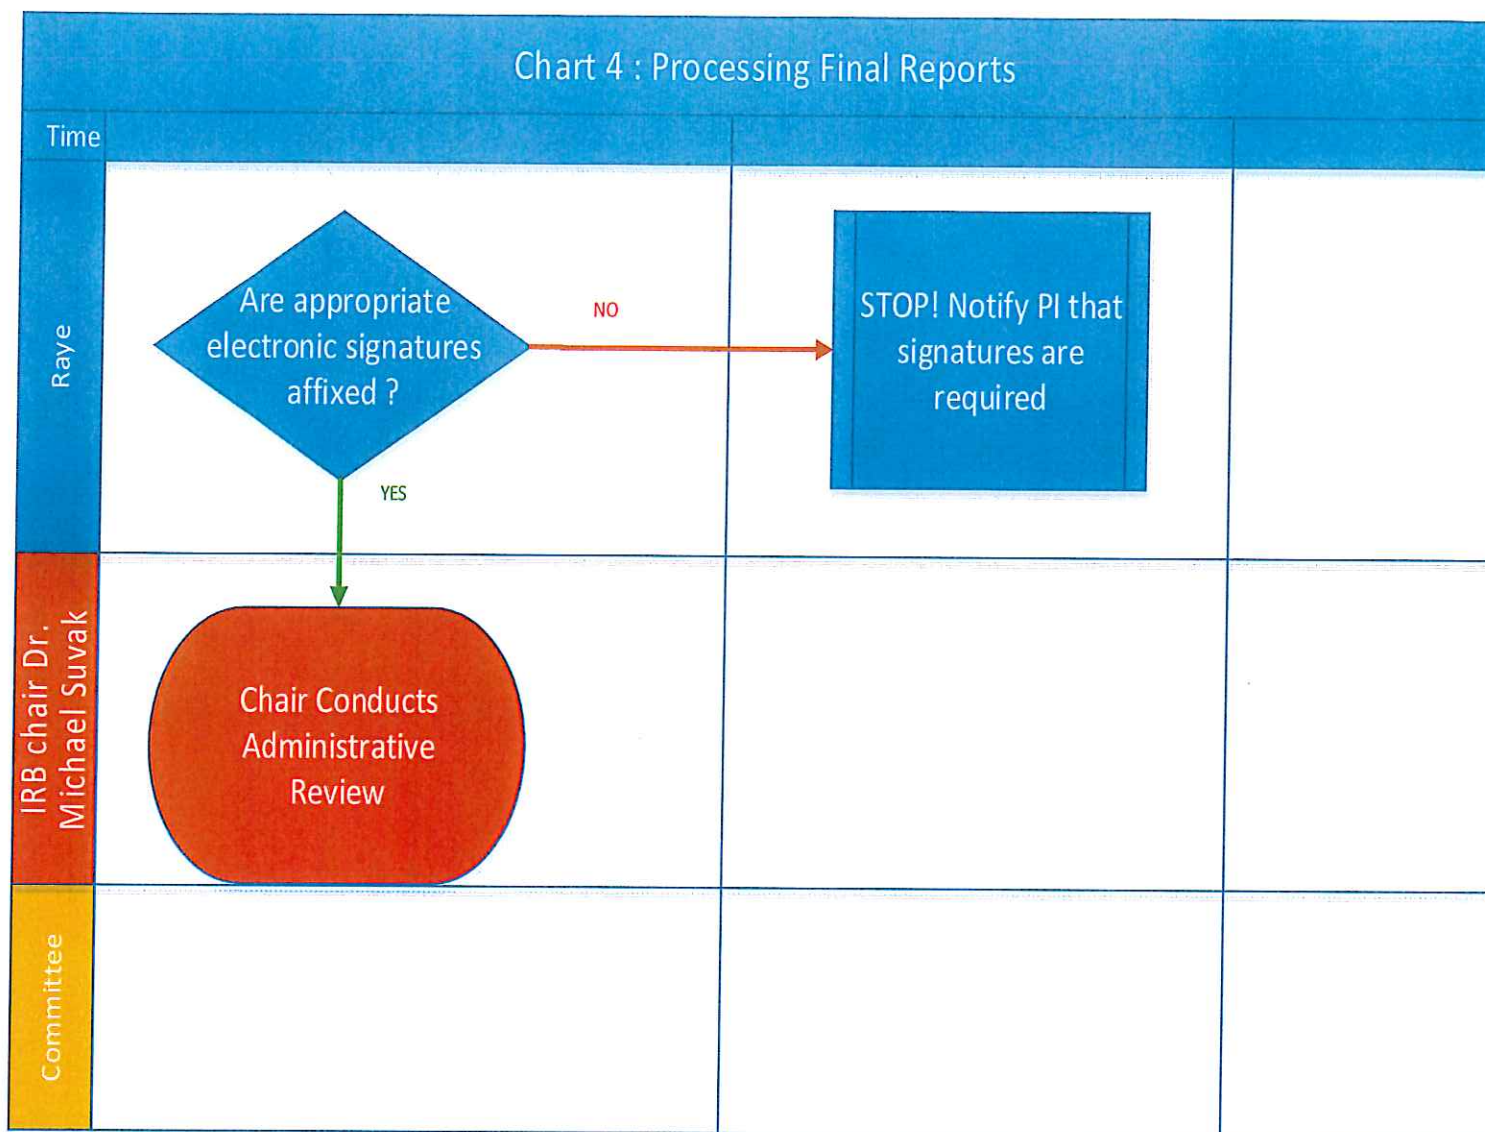 Chart 4 : Processing Final Reports
Time
Raye
Are appropriate
electronic signatures
affixed ?
NO
STOP! Notify PI that
signatures are
required
YES
IRB chair Dr.
Michael Suvak
Chair Conducts
Administrative
Review
Committee